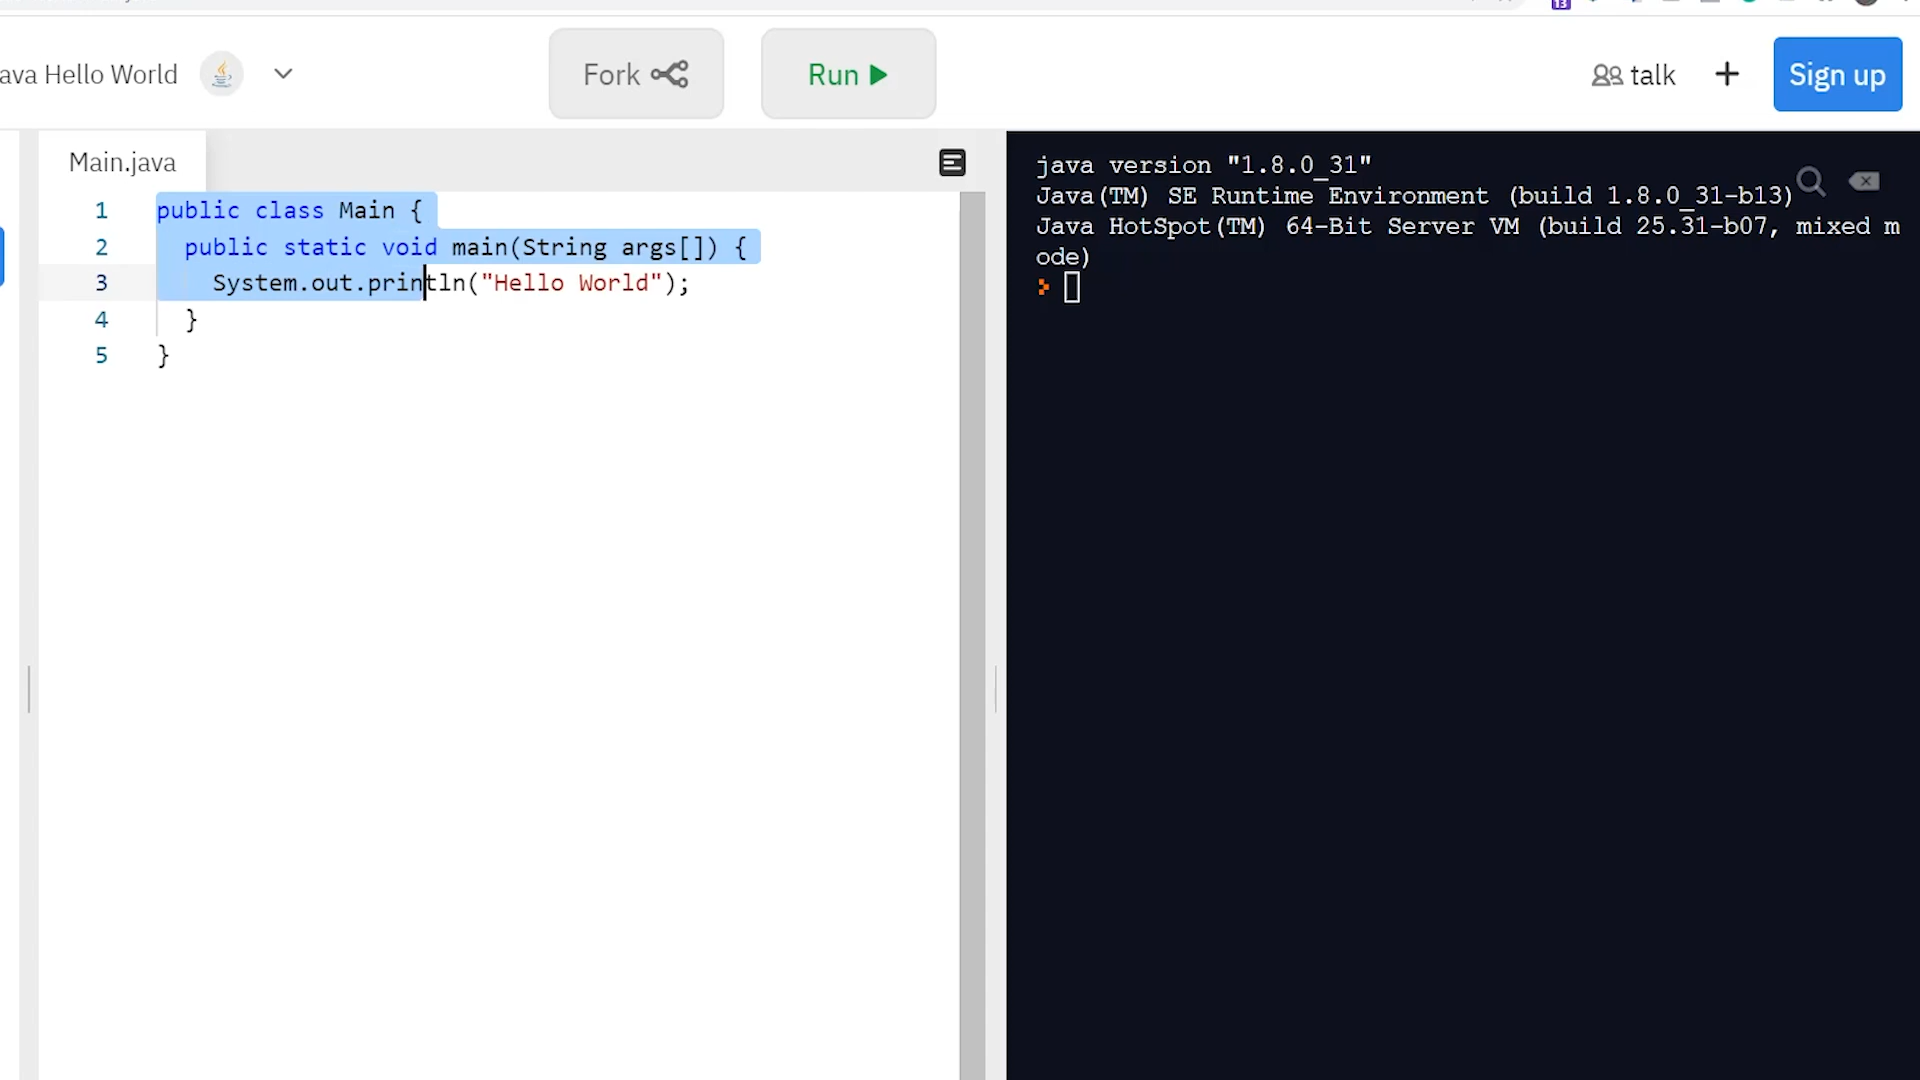 13
ava Hello World
Fork
Run
talk
+
Sign up
Main.java
1 public class Main {
2 public static void main(String args[]) {
3 System.out.println("Hello World");
4 }
5 }
java version "1.8.0_31"
Java(TM) SE Runtime Environment (build 1.8.0_31-b13)
Java HotSpot(TM) 64-Bit Server VM (build 25.31-b07, mixed m
ode)